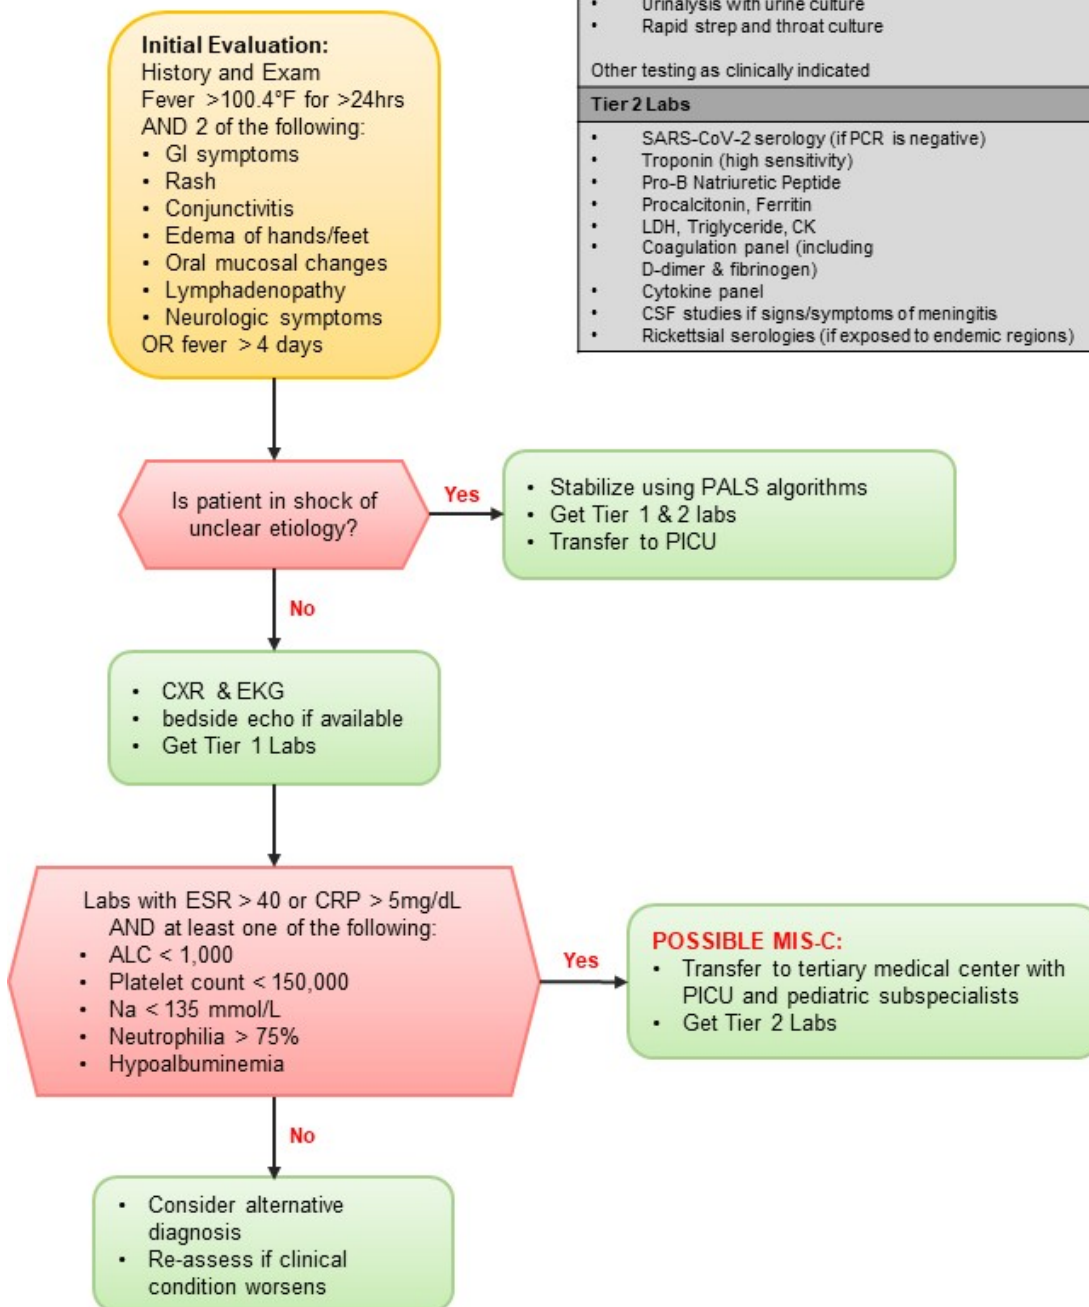 Urinalysis with urine culture
• Rapid strep and throat culture
Other testing as clinically indicated
Tier 2 Labs
• SARS-CoV-2 serology (if PCR is negative)
• Troponin (high sensitivity)
• Pro-B Natriuretic Peptide
• Procalcitonin, Ferritin
• LDH, Triglyceride, CK
• Coagulation panel (including
D-dimer & fibrinogen)
• Cytokine panel
• CSF studies if signs/symptoms of meningitis
• Rickettsial serologies (if exposed to endemic regions)
Initial Evaluation:
History and Exam
Fever >100.4°F for >24hrs
AND 2 of the following:
• GI symptoms
• Rash
• Conjunctivitis
• Edema of hands/feet
• Oral mucosal changes
• Lymphadenopathy
• Neurologic symptoms
OR fever > 4 days
Is patient in shock of
unclear etiology?
Yes
• Stabilize using PALS algorithms
• Get Tier 1 & 2 labs
• Transfer to PICU
No
• CXR & EKG
• bedside echo if available
• Get Tier 1 Labs
Labs with ESR > 40 or CRP > 5mg/dL
AND at least one of the following:
• ALC < 1,000
• Platelet count < 150,000
• Na < 135 mmol/L
• Neutrophilia > 75%
• Hypoalbuminemia
Yes
POSSIBLE MIS-C:
• Transfer to tertiary medical center with
PICU and pediatric subspecialists
• Get Tier 2 Labs
No
• Consider alternative
diagnosis
• Re-assess if clinical
condition worsens